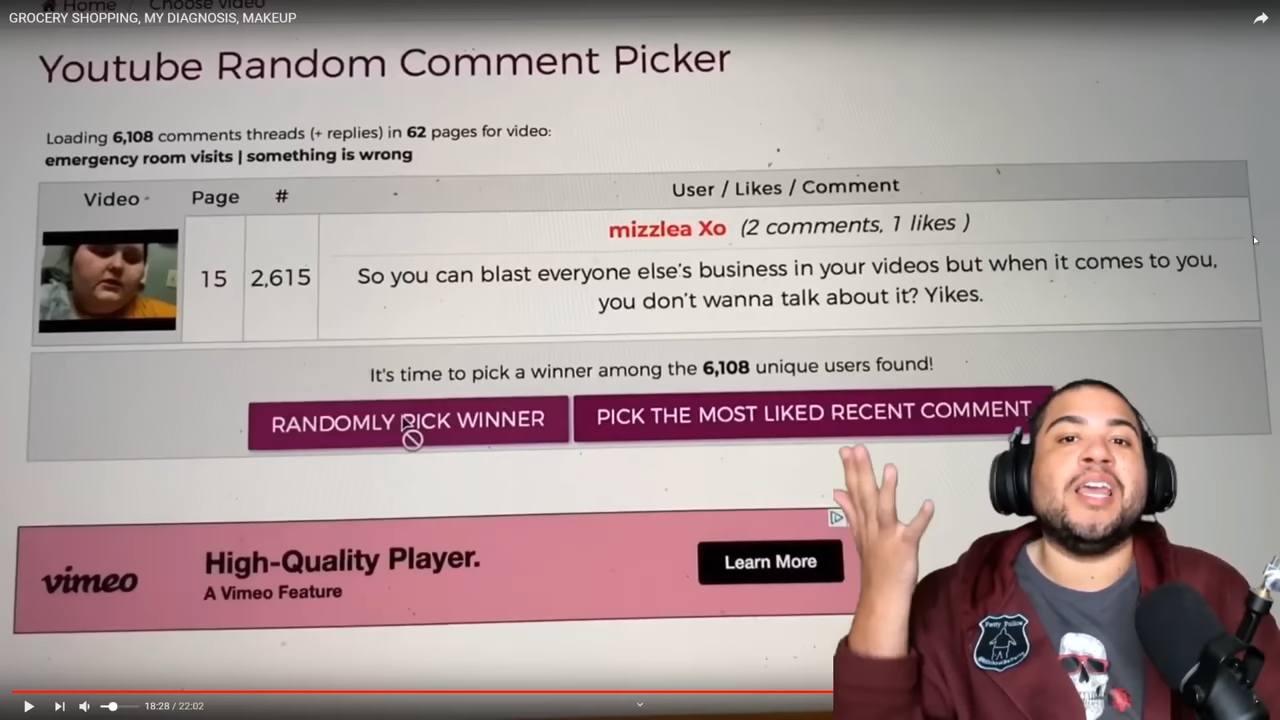 Home / Choose video
GROCERY SHOPPING, MY DIAGNOSIS, MAKEUP
Youtube Random Comment Picker
Loading 6,108 comments threads (+ replies) in 62 pages for video:
emergency room visits | something is wrong
Video Page # User / Likes / Comment
mizzlea Xo (2 comments, 1 likes )
15 2,615 So you can blast everyone else's business in your videos but when it comes to you,
you don't wanna talk about it? Yikes.
It's time to pick a winner among the 6,108 unique users found!
RANDOMLY PICK WINNER PICK THE MOST LIKED RECENT COMMENT
vimeo High-Quality Player. Learn More
A Vimeo Feature
18:28 / 22:02